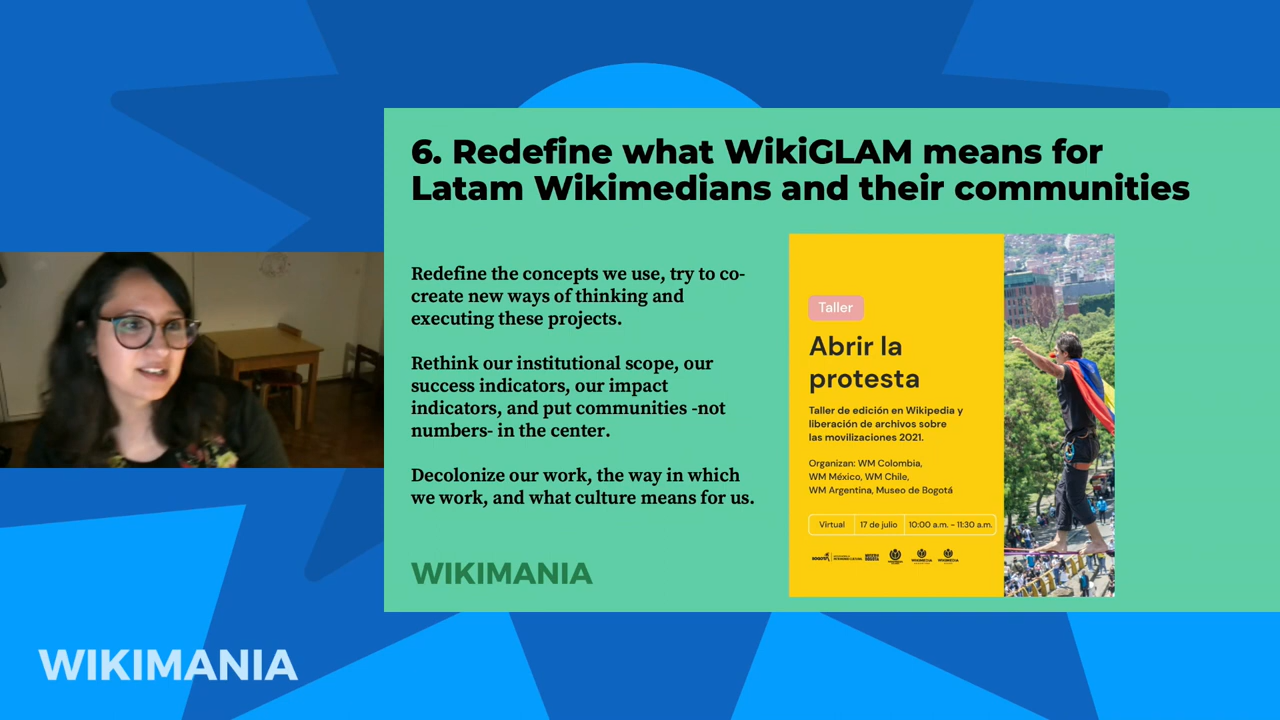 6. Redefine what WikiGLAM means for
Latam Wikimedians and their communities
Redefine the concepts we use, try to co-
create new ways of thinking and
executing these projects.
Rethink our institutional scope, our
success indicators, our impact
indicators, and put communities -not
numbers- in the center.
Decolonize our work, the way in which
we work, and what culture means for us.
WIKIMANIA
Taller
Abrir la
protesta
Taller de edición en Wikipedia y
liberación de archivos sobre
las movilizaciones 2021.
Organizan: WM Colombia,
WM México, WM Chile,
WM Argentina, Museo de Bogotá
Virtual 17 de julio 10:00 a.m. - 11:30 a.m.
WIKIMANIA